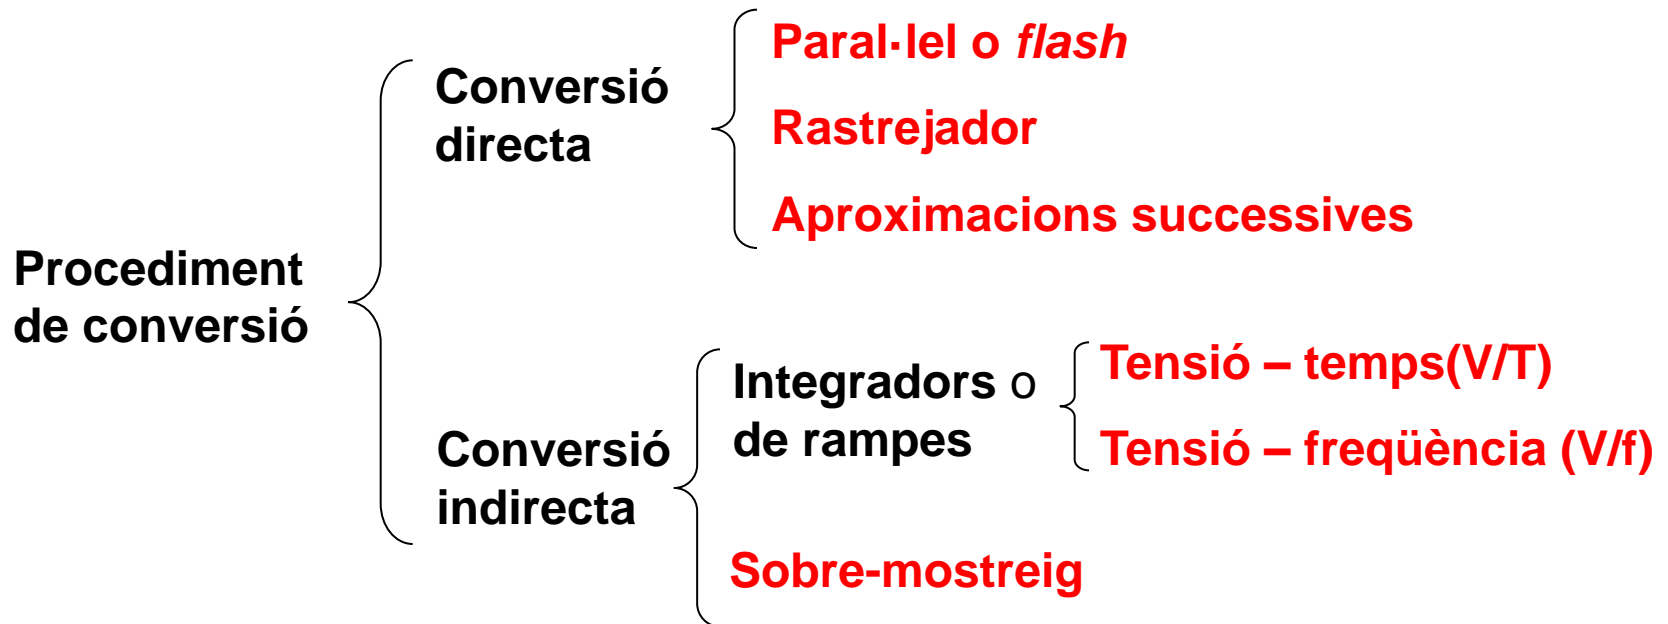 Procediment
de conversió
Conversió
directa
Paral·lel o flash
Rastrejador
Aproximacions successives
Conversió
indirecta
Integradors o
de rampes
Tensió – temps(V/T)
Tensió – freqüència (V/f)
Sobre-mostreig